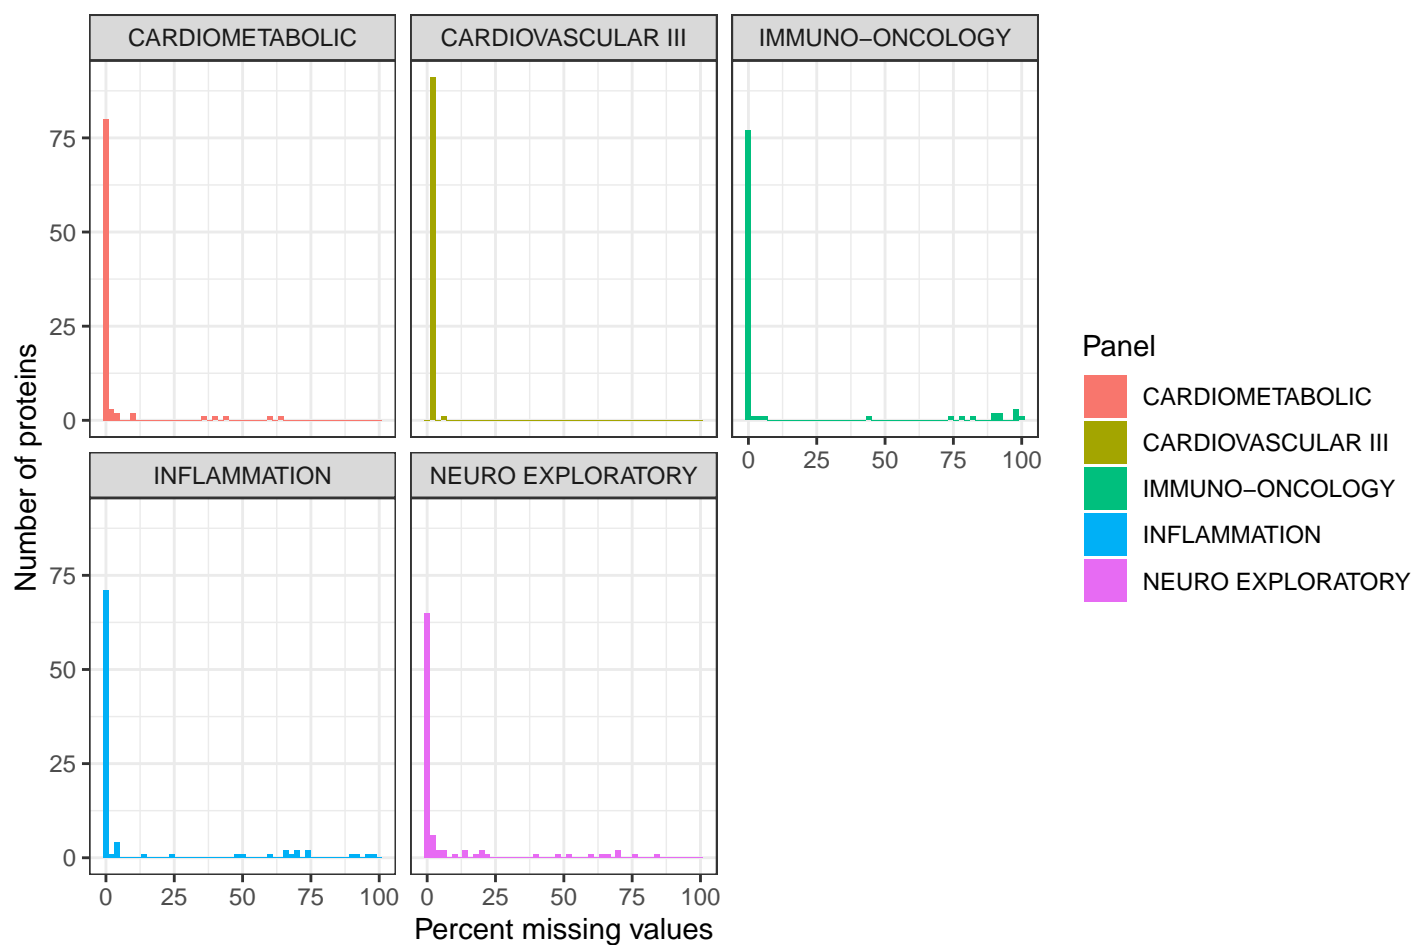 CARDIOMETABOLIC
CARDIOVASCULAR III
IMMUNO−ONCOLOGY
75
50
25
0
0 25 50 75 100
INFLAMMATION
NEURO EXPLORATORY
75
50
25
0
0 25 50 75 100
0 25 50 75 100
Number of proteins
Percent missing values
Panel
CARDIOMETABOLIC
CARDIOVASCULAR III
IMMUNO−ONCOLOGY
INFLAMMATION
NEURO EXPLORATORY